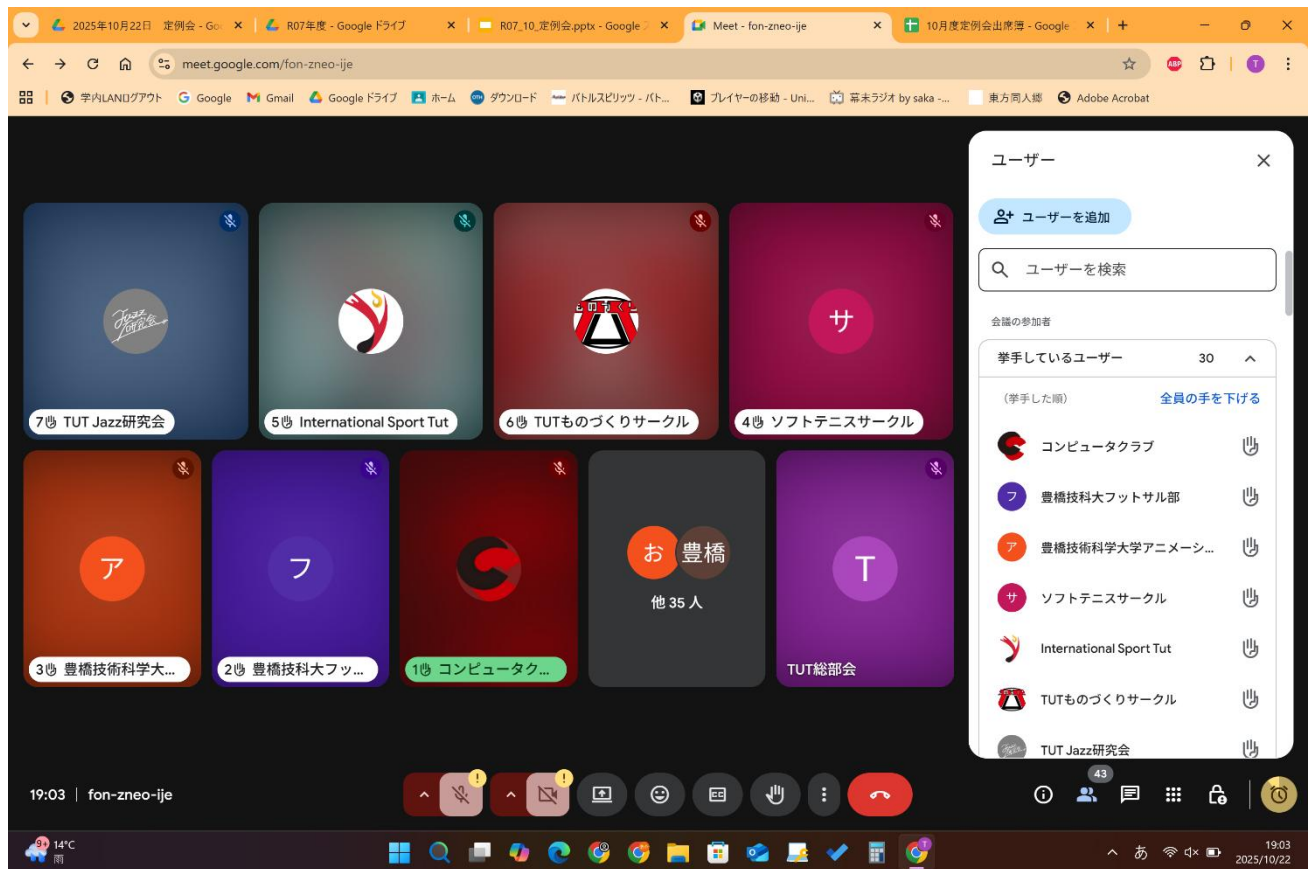 2025年10月22日 定例会 - Go
R07年度 - Google ドライブ
R07_10_定例会.pptx - Google ス
Meet - fon-zneo-ije
10月度定例会出席簿 - Google
meet.google.com/fon-zneo-ije
ABP
T
学内LANログアウト
Google
Gmail
Google ドライブ
ホーム
ダウンロード
バトルスピリッツ - バト...
プレイヤーの移動 - Uni...
幕末ラジオ by saka -...
東方同人郷
Adobe Acrobat
ユーザー
ユーザーを追加
ユーザーを検索
会議の参加者
挙手しているユーザー 30
(挙手した順) 全員の手を下げる
コンピュータクラブ
フ 豊橋技科大フットサル部
ア 豊橋技術科学大学アニメーシ...
サ ソフトテニスサークル
International Sport Tut
TUTものづくりサークル
TUT Jazz研究会
Jazz研究会
ものづくり
サ
7 TUT Jazz研究会
5 International Sport Tut
6 TUTものづくりサークル
4 ソフトテニスサークル
ア
フ
お 豊橋
他 35 人
T
3 豊橋技術科学大...
2 豊橋技科大フッ...
1 コンピュータク...
TUT総部会
19:03 | fon-zneo-ije
CC
43
9+
14°C
雨
あ
19:03
2025/10/22